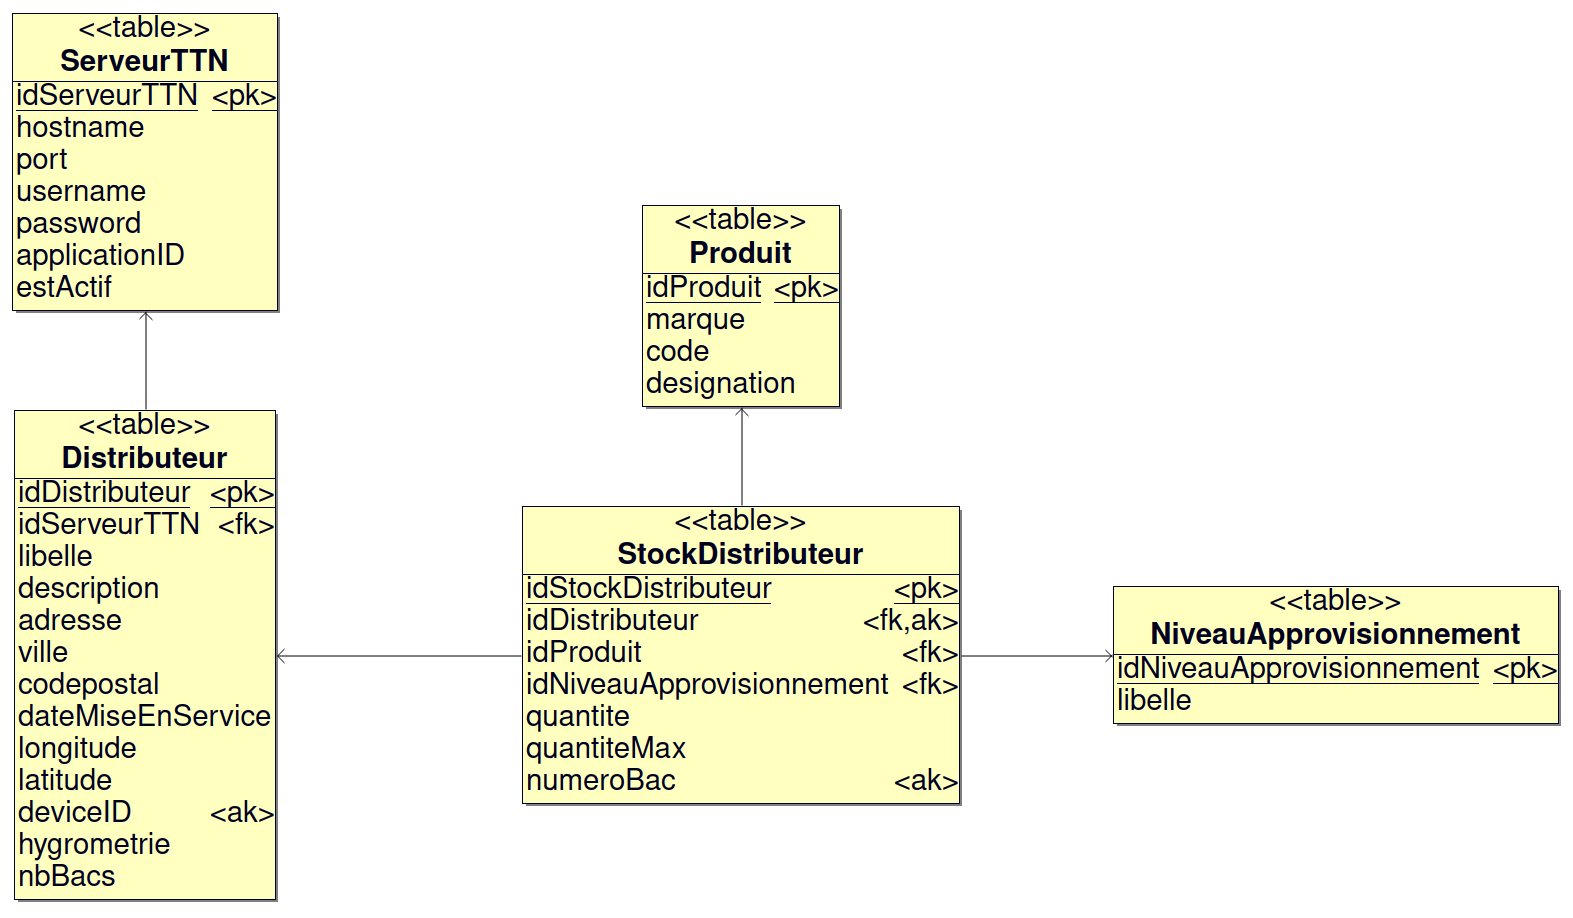 <<table>>
ServeurTTN
idServeurTTN <pk>
hostname
port
username
password
applicationID
estActif
<<table>>
Produit
idProduit <pk>
marque
code
designation
<<table>>
Distributeur
idDistributeur <pk>
idServeurTTN <fk>
libelle
description
adresse
ville
codepostal
dateMiseEnService
longitude
latitude
deviceID <ak>
hygrometrie
nbBacs
<<table>>
StockDistributeur
idStockDistributeur <pk>
idDistributeur <fk,ak>
idProduit <fk>
idNiveauApprovisionnement <fk>
quantite
quantiteMax
numeroBac <ak>
<<table>>
NiveauApprovisionnement
idNiveauApprovisionnement <pk>
libelle